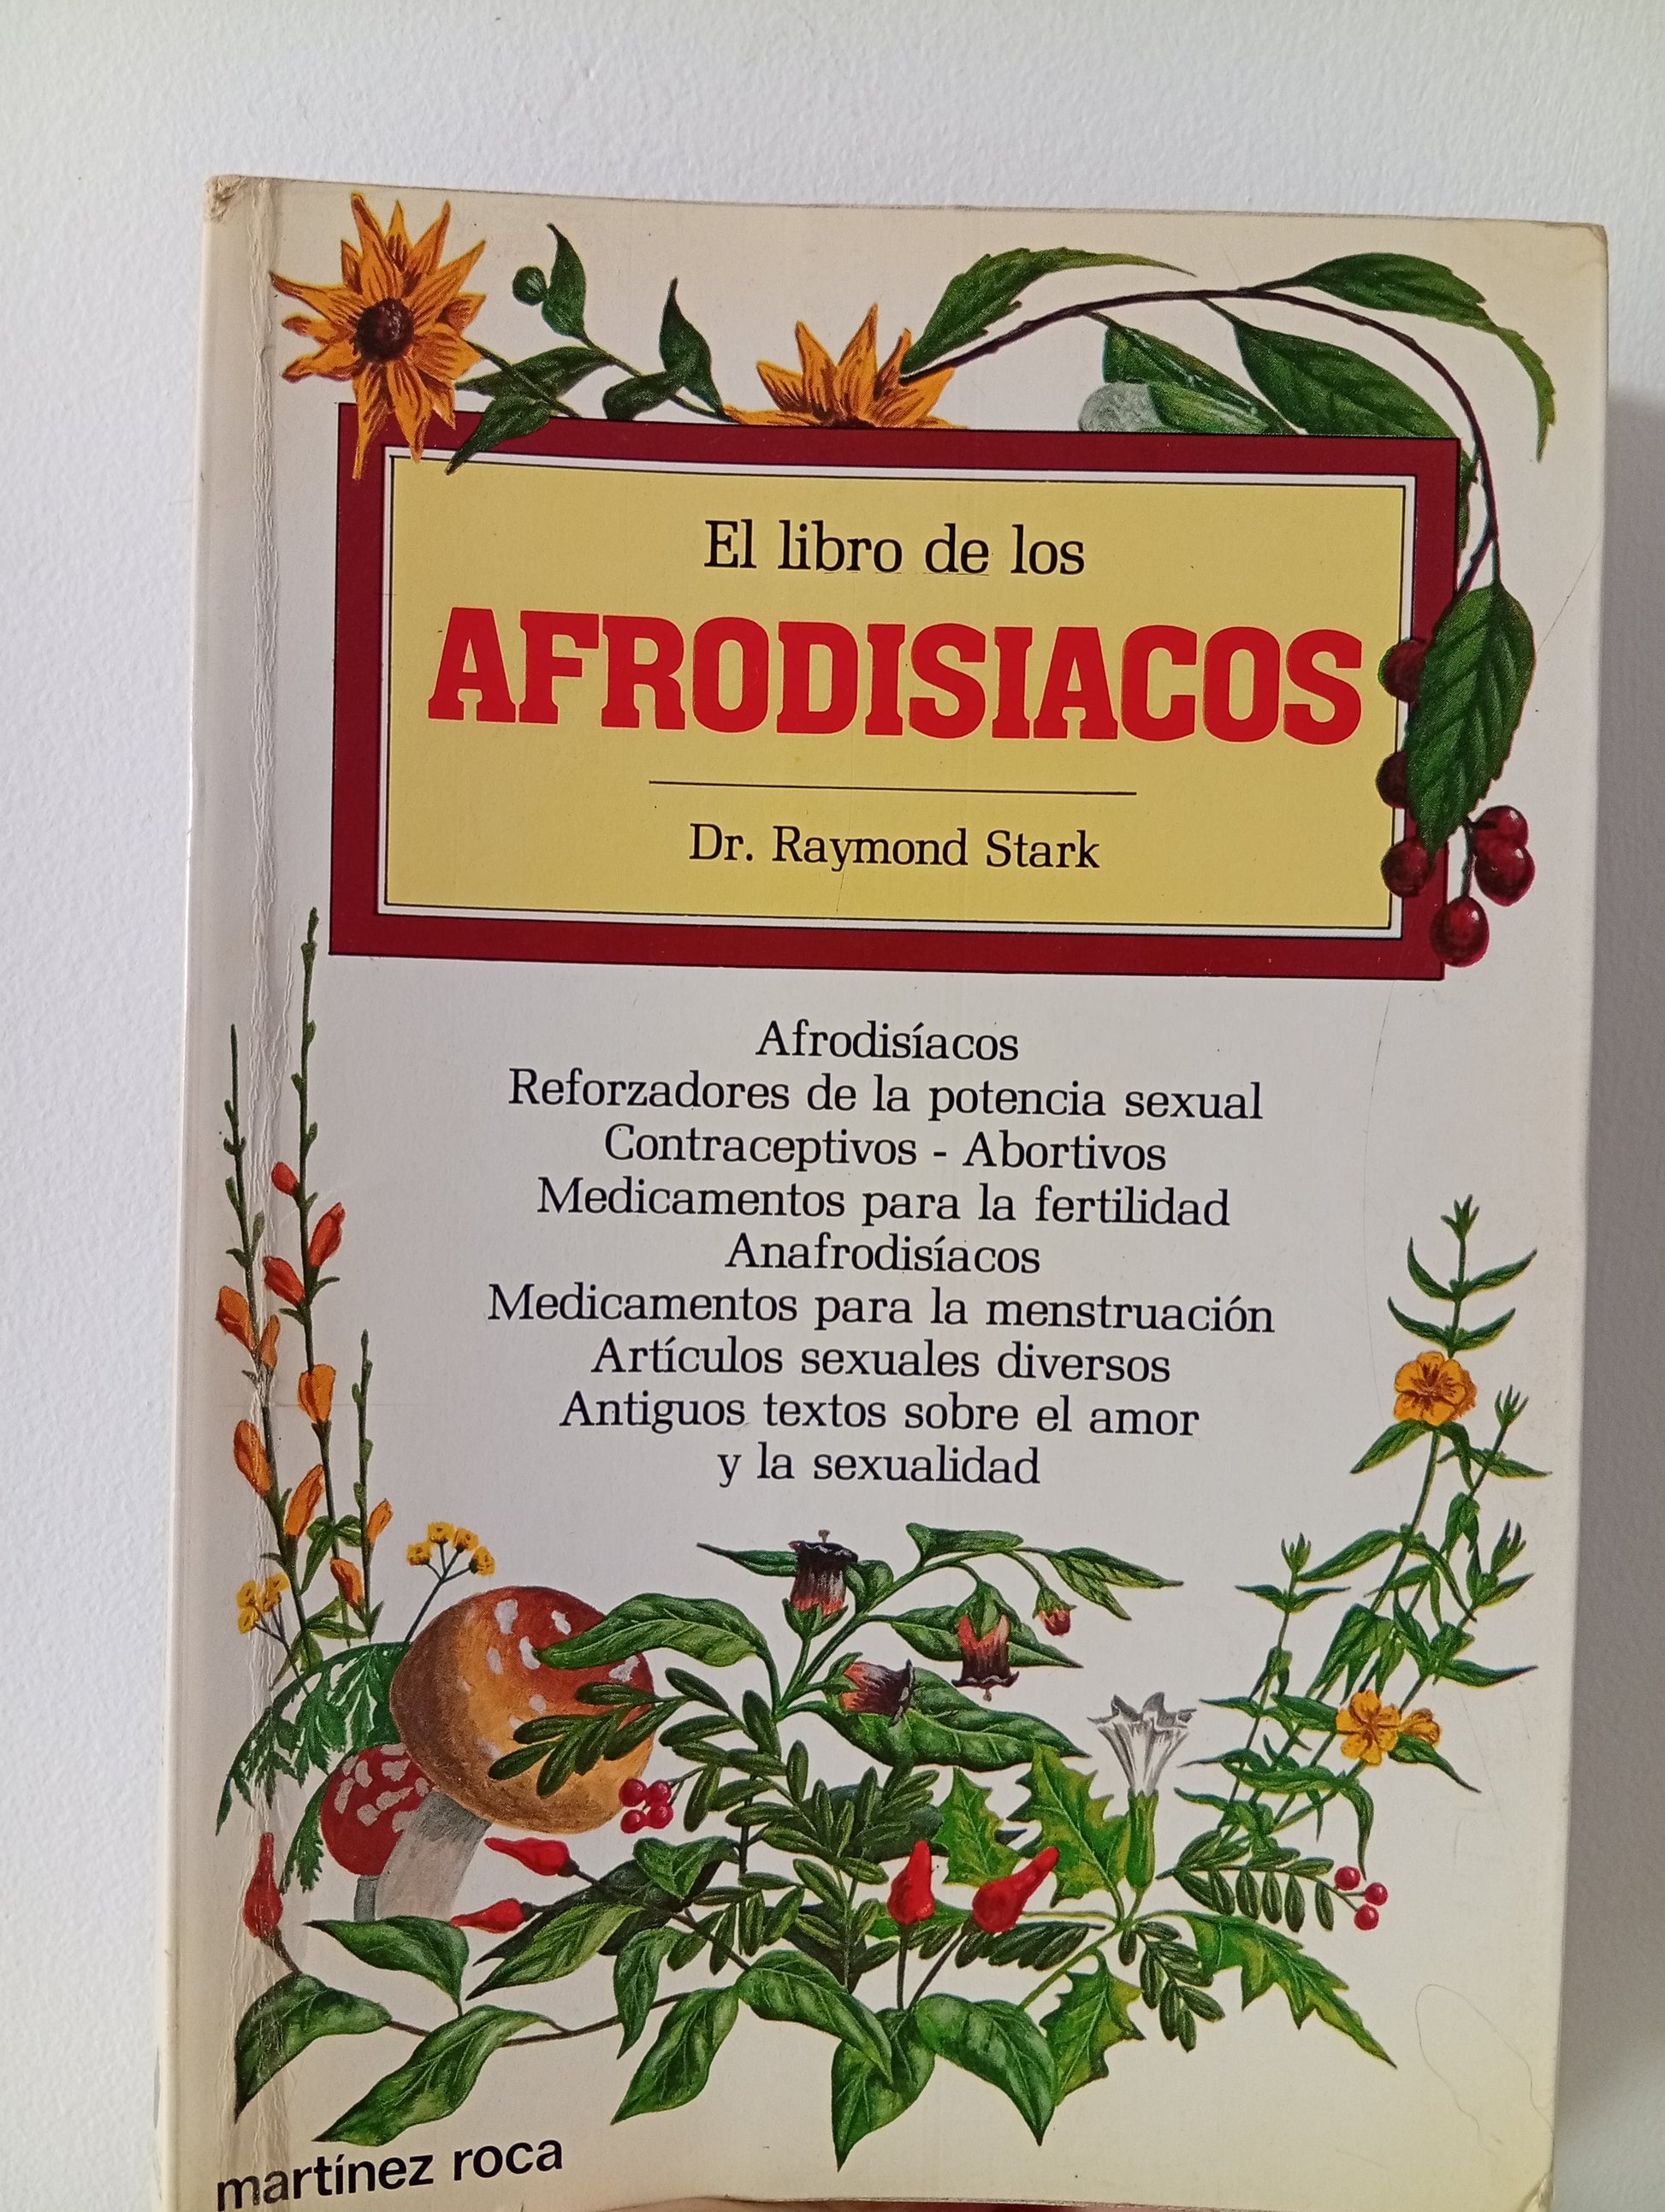 El libro de los
AFRODISIACOS
Dr. Raymond Stark
Afrodisíacos
Reforzadores de la potencia sexual
Contraceptivos - Abortivos
Medicamentos para la fertilidad
Anafrodisíacos
Medicamentos para la menstruación
Artículos sexuales diversos
Antiguos textos sobre el amor
y la sexualidad
martínez roca